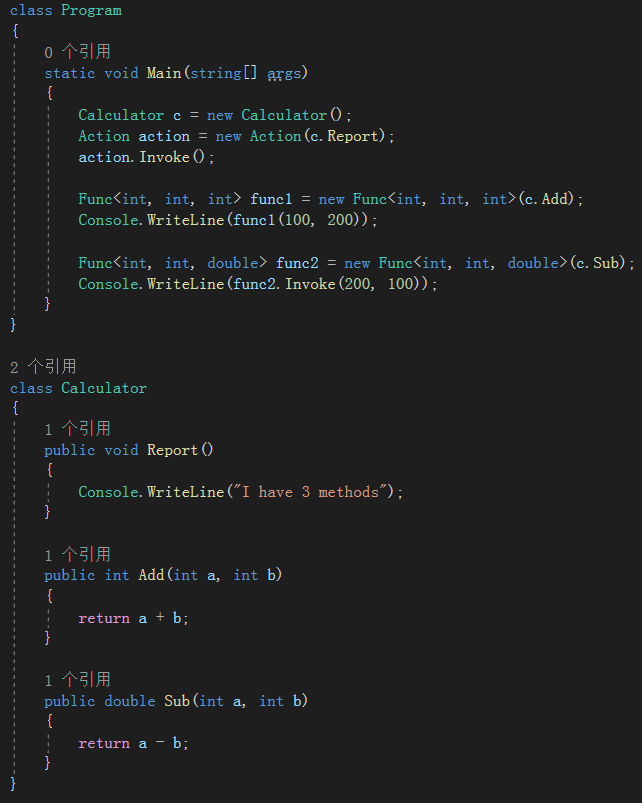 class Program
{
0 个引用
static void Main(string[] args)
{
Calculator c = new Calculator();
Action action = new Action(c.Report);
action.Invoke();
Func<int, int, int> func1 = new Func<int, int, int>(c.Add);
Console.WriteLine(func1(100, 200));
Func<int, int, double> func2 = new Func<int, int, double>(c.Sub);
Console.WriteLine(func2.Invoke(200, 100));
}
}
2 个引用
class Calculator
{
1 个引用
public void Report()
{
Console.WriteLine("I have 3 methods");
}
1 个引用
public int Add(int a, int b)
{
return a + b;
}
1 个引用
public double Sub(int a, int b)
{
return a - b;
}
}